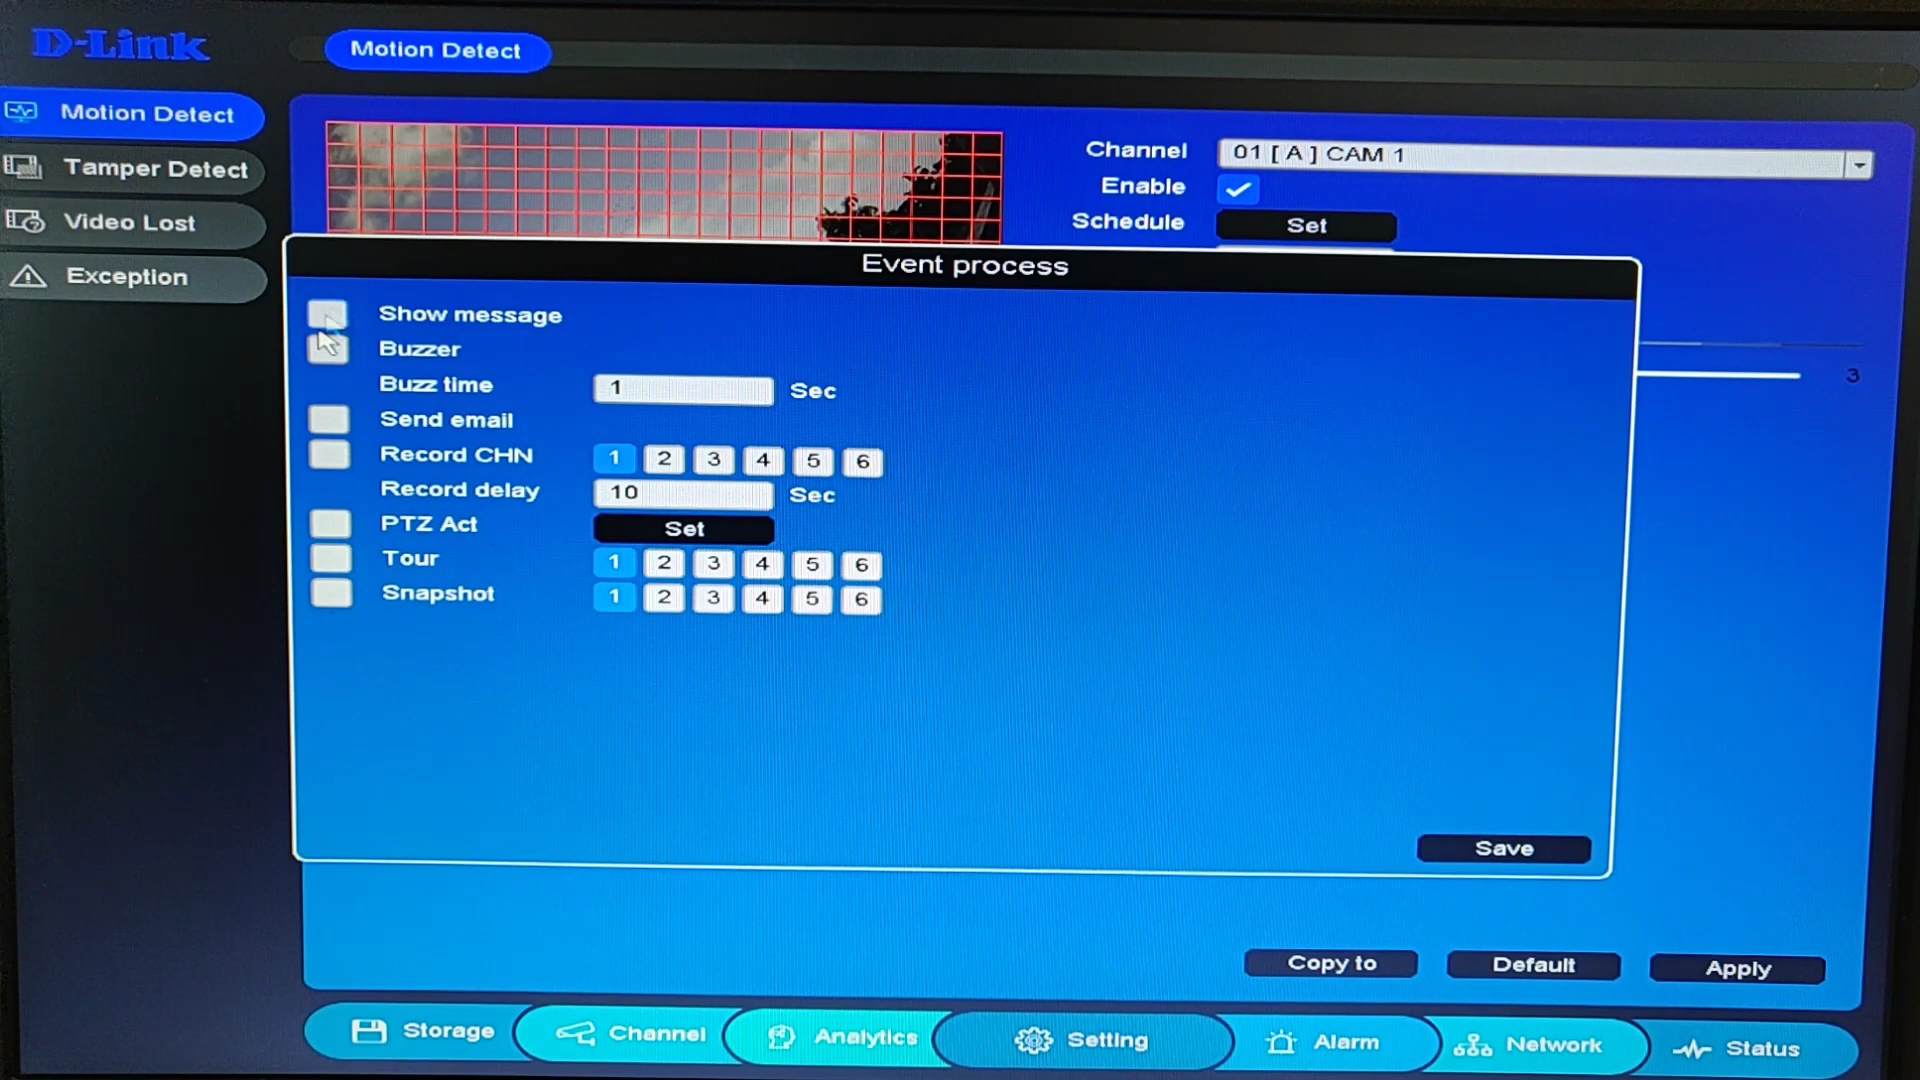 D-Link
Motion Detect
Motion Detect
Tamper Detect
Video Lost
Exception
Channel 01 [ A ] CAM 1
Enable
Schedule Set
Event process
Show message
Buzzer
Buzz time 1 Sec
Send email
Record CHN 1 2 3 4 5 6
Record delay 10 Sec
PTZ Act Set
Tour 1 2 3 4 5 6
Snapshot 1 2 3 4 5 6
3
Save
Copy to Default Apply
Storage Channel Analytics Setting Alarm Network Status